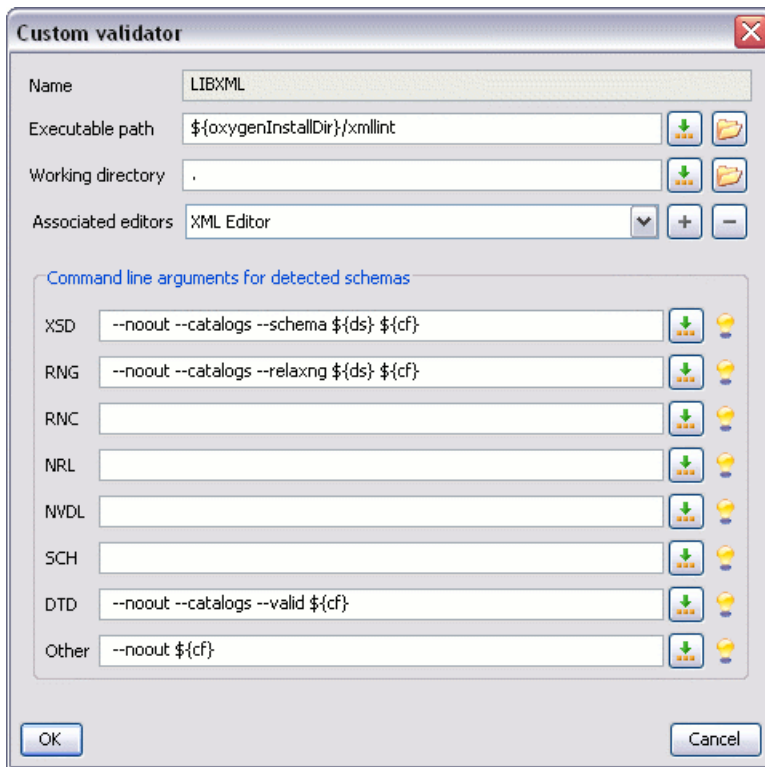 Custom validator
Name LIBXML
Executable path ${oxygenInstallDir}/xmllint
Working directory .
Associated editors XML Editor
Command line arguments for detected schemas
XSD --noout --catalogs --schema ${ds} ${cf}
RNG --noout --catalogs --relaxng ${ds} ${cf}
RNC
NRL
NVDL
SCH
DTD --noout --catalogs --valid ${cf}
Other --noout ${cf}
OK Cancel